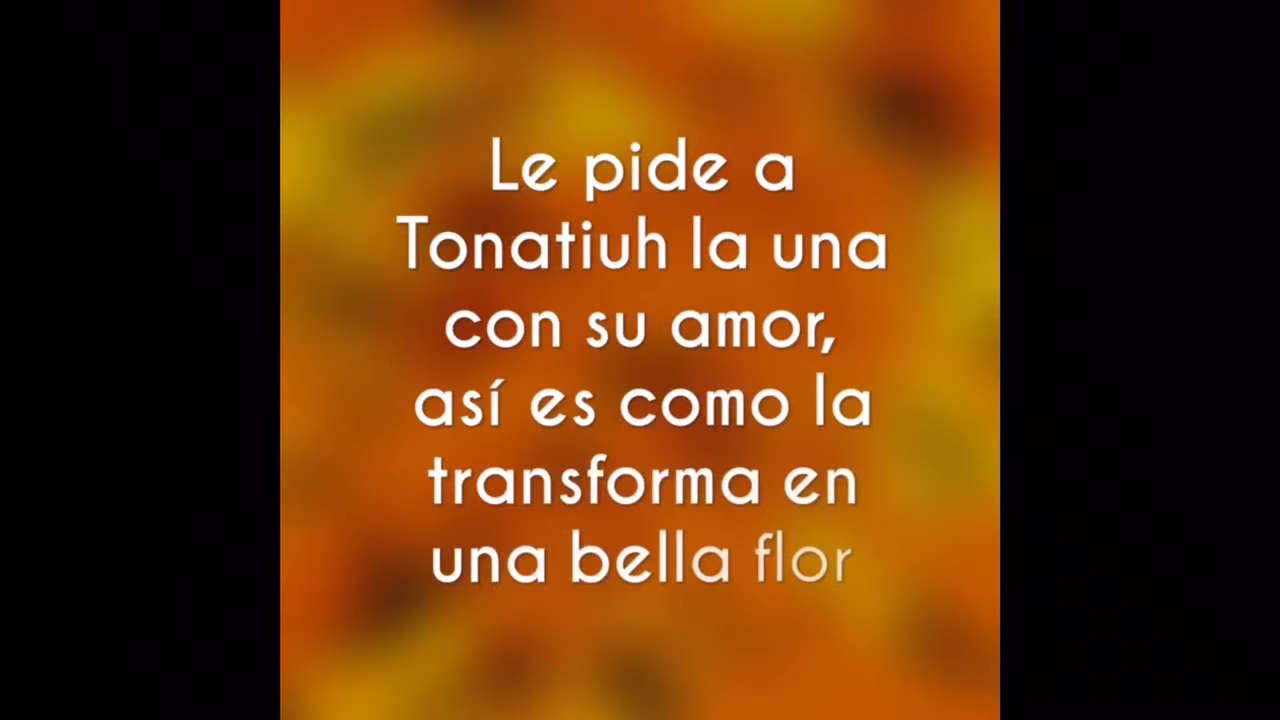 Le pide a
Tonatiuh la una
con su amor,
así es como la
transforma en
una bella flor